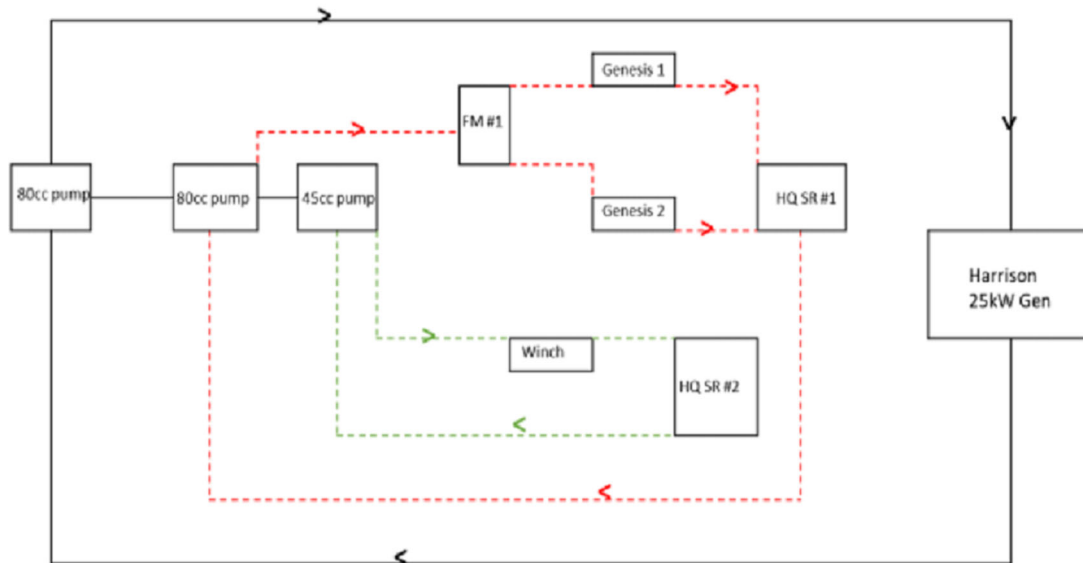 Genesis 1
FM #1
80cc pump
80cc pump
45cc pump
HQ SR #1
Genesis 2
Harrison
25kW Gen
Winch
HQ SR #2